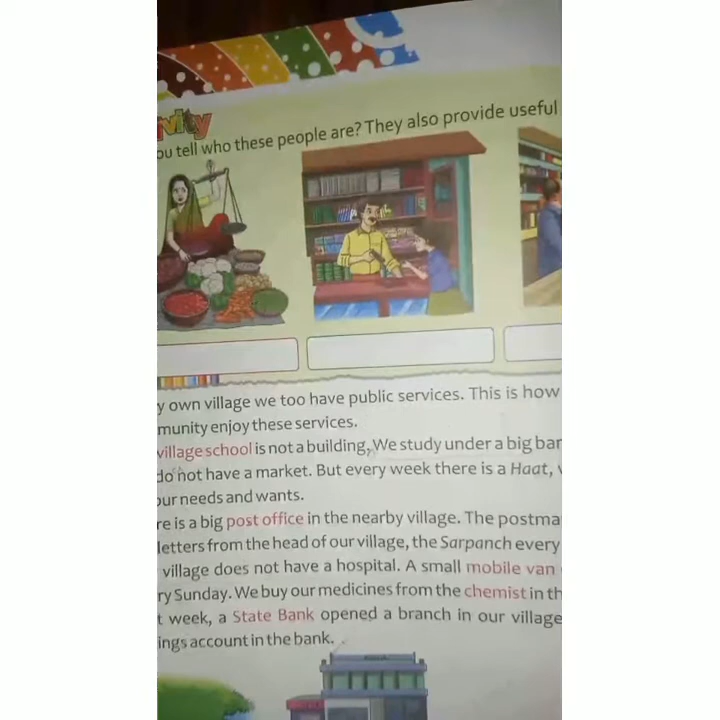 vity
ou tell who these people are? They also provide useful
y own village we too have public services. This is how
munity enjoy these services.
village school is not a building, We study under a big ban
do not have a market. But every week there is a Haat,
our needs and wants.
re is a big post office in the nearby village. The postma
letters from the head of our village, the Sarpanch every
village does not have a hospital. A small mobile van
ry Sunday. We buy our medicines from the chemist in th
t week, a State Bank opened a branch in our village
ings account in the bank.